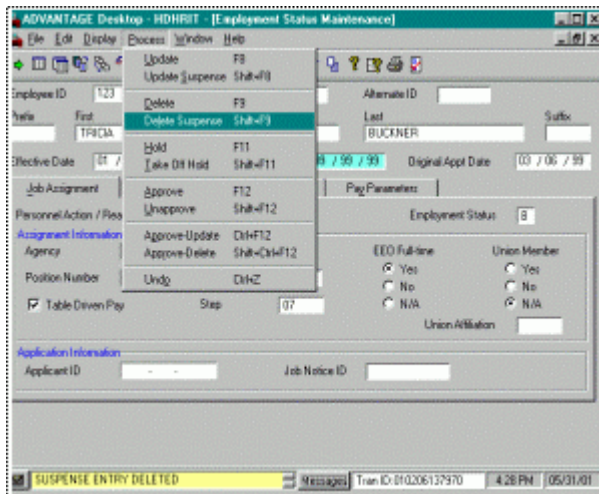 ADVANTAGE Desktop - HDHRIT - [Employment Status Maintenance]
File Edit Display Process Window Help
Update F8
Update Suspense Shift+F8
Delete F9
Delete Suspense Shift+F9
Hold F11
Take Off Hold Shift+F11
Approve F12
Unapprove Shift+F12
Approve-Update Ctrl+F12
Approve-Delete Shift+Ctrl+F12
Undo Ctrl+Z
Employee ID 123 Alternate ID
Prefix First Last Suffix
TRICIA BUCKNER
Effective Date 01 / 99 / 99 Original Appt Date 03 / 06 / 99
Job Assignment Pay Parameters
Personnel Action / Rea Employment Status B
Assignment Information
Agency EEO Full-time Union Member
Yes Yes
Position Number No No
Table Driven Pay Step 07 N/A N/A
Union Affiliation
Application Information
Applicant ID - - Job Notice ID
SUSPENSE ENTRY DELETED Messages Tran ID: 010206137970 4:28 PM 05/31/01